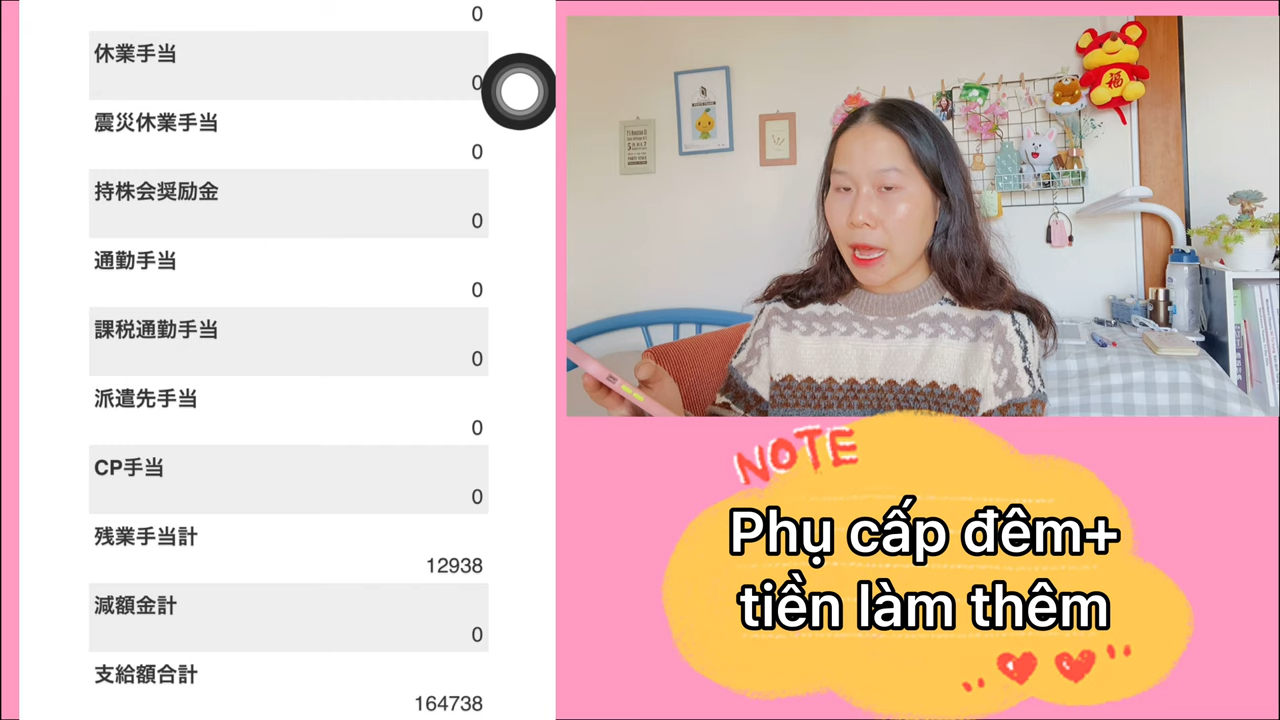 0
休業手当
0
震災休業手当
0
持株会奨励金
0
通勤手当
0
課税通勤手当
0
派遣先手当
0
CP手当
0
残業手当計
12938
減額金計
0
支給額合計
164738
福
NOTE
Phụ cấp đêm+
tiền làm thêm